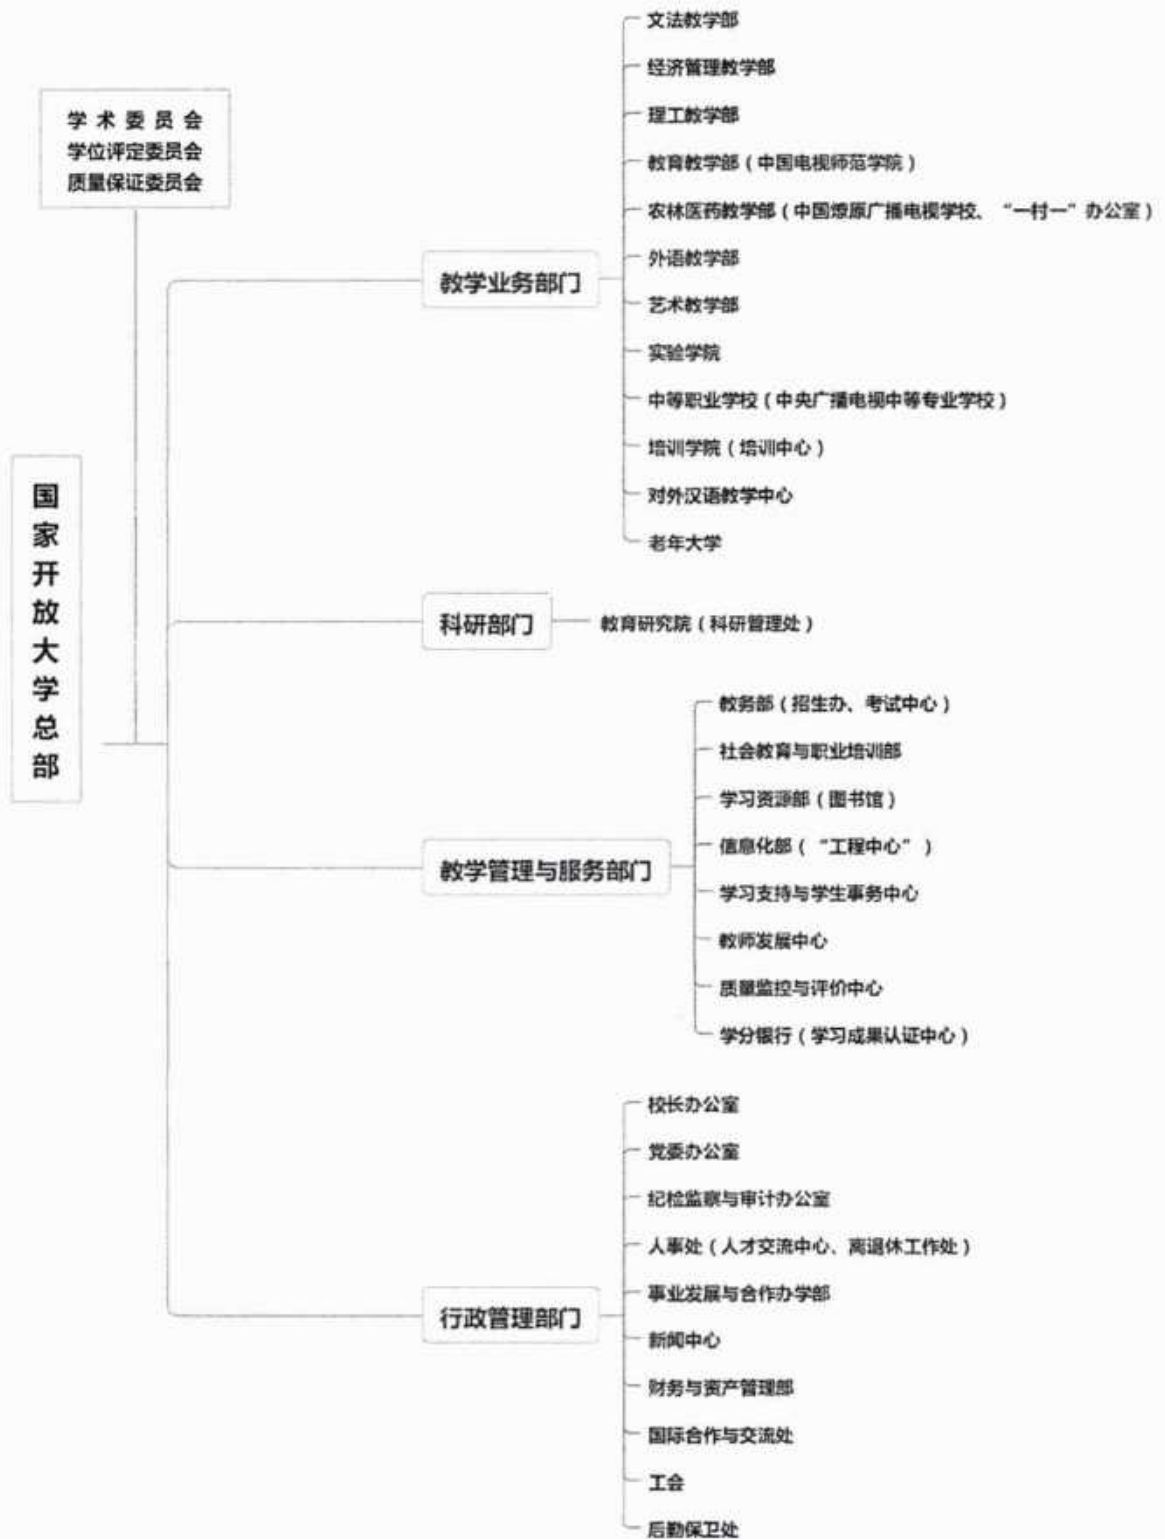 学术委员会
学位评定委员会
质量保证委员会
国家开放大学总部
教学业务部门
文法教学部
经济管理教学部
理工教学部
教育教学部（中国电视师范学院）
农林医药教学部（中国燎原广播电视学校、“一村一”办公室）
外语教学部
艺术教学部
实验学院
中等职业学校（中央广播电视中等专业学校）
培训学院（培训中心）
对外汉语教学中心
老年大学
科研部门
教育研究院（科研管理处）
教学管理与服务部门
教务部（招生办、考试中心）
社会教育与职业培训部
学习资源部（图书馆）
信息化部（“工程中心”）
学习支持与学生事务中心
教师发展中心
质量监控与评价中心
学分银行（学习成果认证中心）
行政管理部门
校长办公室
党委办公室
纪检监察与审计办公室
人事处（人才交流中心、离退休工作处）
事业发展与合作办学部
新闻中心
财务与资产管理部
国际合作与交流处
工会
后勤保卫处